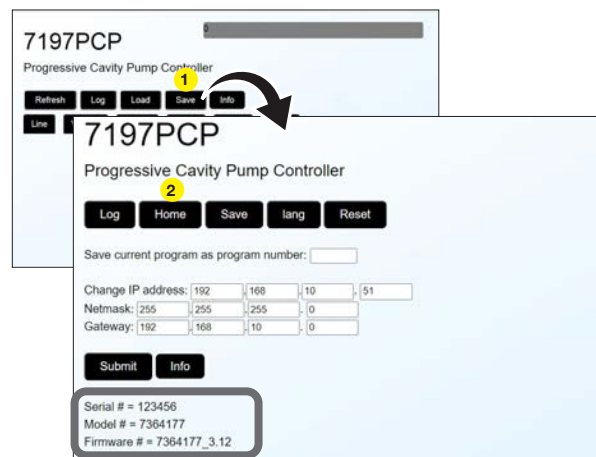 0
7197PCP
Progressive Cavity Pump Controller
1
Refresh Log Load Save Info
Line
7197PCP
Progressive Cavity Pump Controller
2
Log Home Save lang Reset
Save current program as program number:
Change IP address: 192 . 168 . 10 . 51
Netmask: 255 . 255 . 255 . 0
Gateway: 192 . 168 . 10 . 0
Submit Info
Serial # = 123456
Model # = 7364177
Firmware # = 7364177_3.12